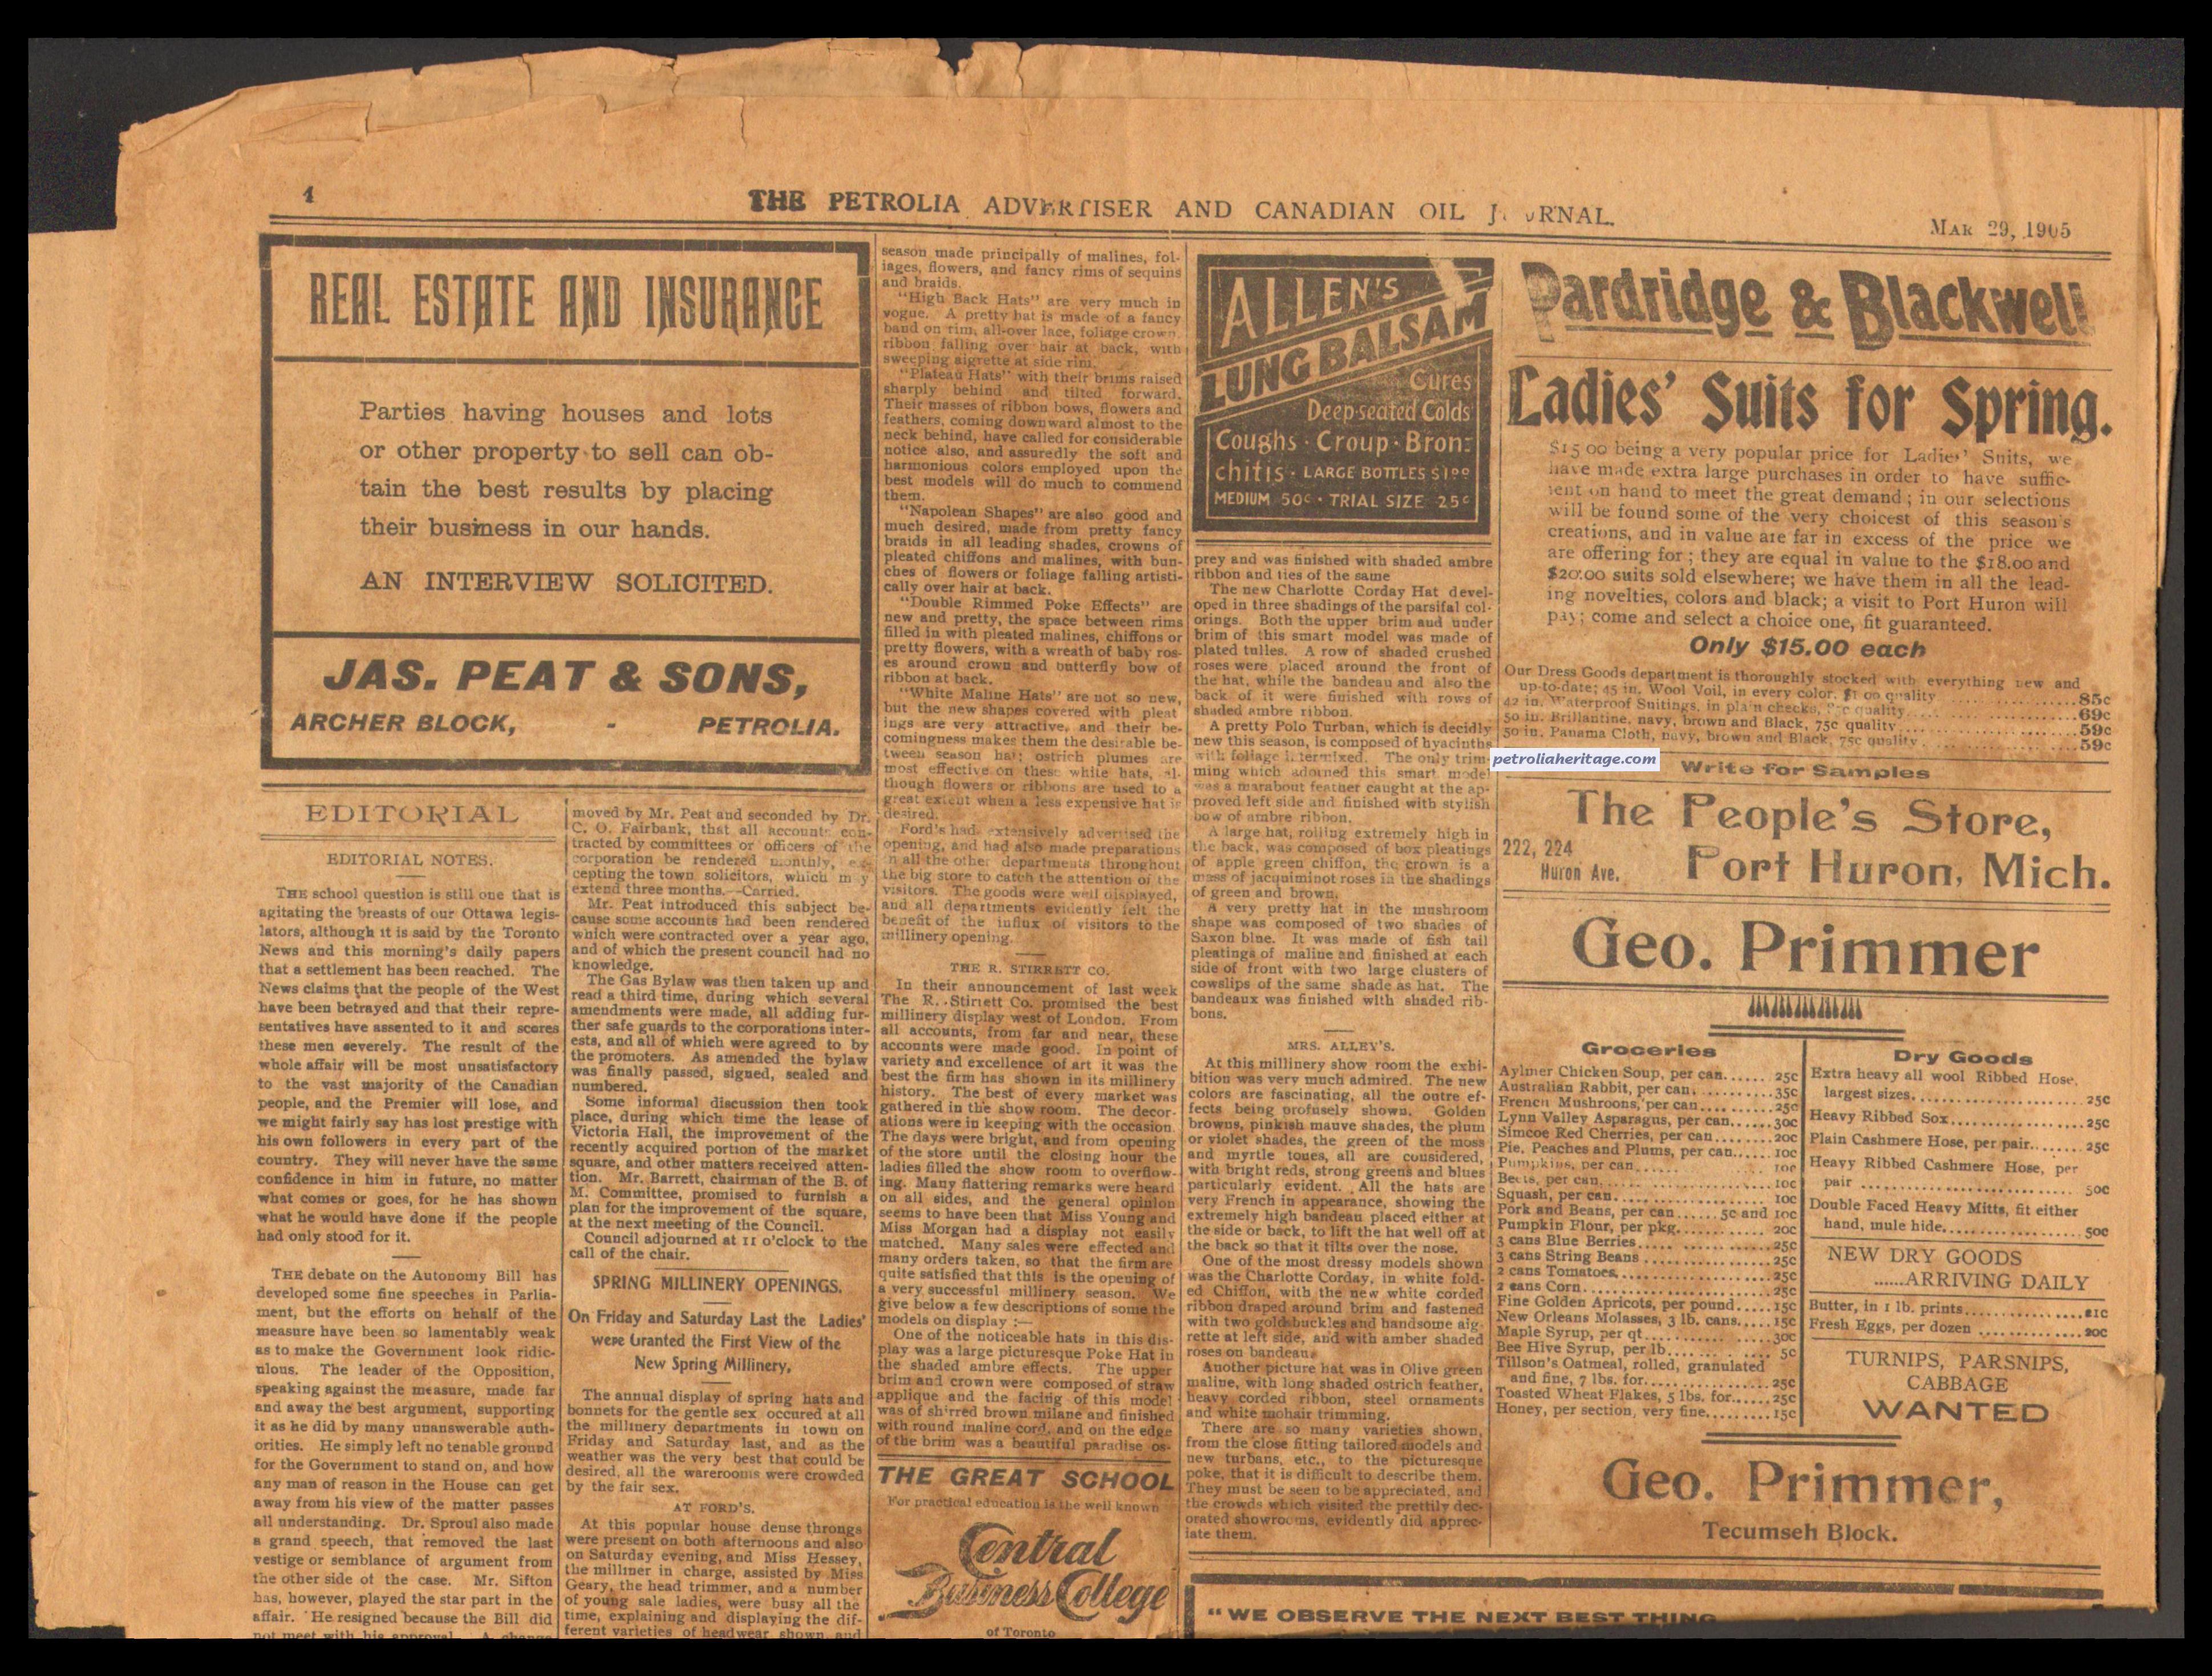 4
THE PETROLIA ADVERTISER AND CANADIAN OIL
MAR 29, 1905
REAL ESTATE AND INSURANCE
Parties having houses and lots
or other property to sell can ob-
tain the best results by placing
their business in our hands.
AN INTERVIEW SOLICITED.
JAS. PEAT & SONS,
ARCHER BLOCK, - PETROLIA.
EDITORIAL
EDITORIAL NOTES.
THE school question is still one that is
agitating the breasts of our Ottawa legis-
lators, although it is said by the Toronto
News and this morning's daily papers
that a settlement has been reached. The
News claims that the people of the West
have been betrayed and that their repre-
sentatives have assented to it and scores
these men severely. The result of the
whole affair will be most unsatisfactory
to the vast majority of the Canadian
people, and the Premier will lose, and
we might fairly say has lost prestige with
his own followers in every part of the
country. They will never have the same
confidence in him in future, no matter
what comes or goes, for he has shown
what he would have done if the people
had only stood for it.
THE debate on the Autonomy Bill has
developed some fine speeches in Parlia-
ment, but the efforts on hehalf of the
measure have been so lamentably weak
as to make the Government look ridic-
ulous. The leader of the Opposition,
speaking against the measure, made far
and away the best argument, supporting
it as he did by many unanswerable auth-
orities. He simply left no tenable ground
for the Government to stand on, and how
any man of reason in the House can get
away from his view of the matter passes
all understanding. Dr. Sproul also made
a grand speech, that removed the last
vestige or semblance of argument from
the other side ot the case. Mr. Sifton
has, however, played the star part in the
affair. He resigned because the Bill did
not meet with his approval. A change
moved by Mr. Peat and seconded by Dr.
C. O. Fairbank, that all accounts con-
tracted by committees or officers of the
corporation be rendered monthly, ex-
cepting the town solicitors, which may
extend three months.--Carried.
Mr. Peat introduced this subject be-
cause some accounts had been rendered
which were contracted over a year ago,
and of which the present council had no
knowledge.
The Gas Bylaw was then taken up and
read a third time, during which several
amendments were made, all adding fur-
ther safe guards to the corporations inter-
ests, and all of which were agreed to by
the promoters. As amended the bylaw
was finally passed, signed, sealed and
numbered.
Some informal discussion then took
place, during which time the lease of
Victoria Hall, the improvement of the
recently acquired portion of the market
square, and other matters received atten-
tion. Mr. Barrett, chairman of the B. of
M. Committee, promised to furnish a
plan for the improvement of the square,
at the next meeting of the Council.
Council adjourned at 11 o'clock to the
call of the chair.
SPRING MILLINERY OPENINGS.
On Friday and Saturday Last the Ladies'
were Granted the First View of the
New Spring Millinery,
The annual display of spring hats and
bonnets for the gentle sex occured at all
the millinery departments in town on
Friday and Saturday last, and as the
weather was the very best that could be
desired, all the warerooms were crowded
by the fair sex.
AT FORD'S.
At this popular house dense throngs
were present on both afternoons and also
on Saturday evening, and Miss Hessey,
the milliner in charge, assisted by Miss
Geary, the head trimmer, and a number
of young sale ladies, were busy all the
time, explaining and displaying the dif-
ferent varieties of headwear shown, and
season made principally of malines, fol-
iages, flowers, and fancy rims of sequins
and braids.
"High Back Hats" are very much in
vogue. A pretty hat is made of a fancy
band on rim, all-over lace, foliage crown,
ribbon falling over hair at back, with
sweeping aigrette at side rim.
"Plateau Hats" with their brims raised
sharply behind and tilted forward.
Their masses of ribbon bows, flowers and
feathers, coming downward almost to the
neck behind, have called for considerable
notice also, and assuredly the soft and
harmonious colors employed upon the
best models will do much to commend
them.
"Napolean Shapes" are also good and
much desired, made from pretty fancy
braids in all leading shades, crowns of
pleated chiffons and malines, with bun-
ches of flowers or foliage falling artisti-
cally over hair at back.
"Double Rimmed Poke Effects" are
new and pretty, the space between rims
filled in with pleated malines, chiffons or
pretty flowers, with a wreath of baby ros-
es around crown and butterfly bow of
ribbon at back.
"White Maline Hats" are not so new,
but the new shapes covered with pleat
ings are very attractive, and their be-
comingness makes them the desirable be-
tween season hat; ostrich plumes are
most effective on these white hats, al-
though flowers or ribbons are used to a
great extent when a less expensive hat is
desired.
Ford's had extensively advertised the
opening, and had also made preparations
in all the other departments throughout
the big store to catch the attention of the
visitors. The goods were well displayed,
and all departments evidently felt the
benefit of the influx of visitors to the
millinery opening.
THE R. STIRRETT CO.
In their announcement of last week
The R. Stirrett Co. promised the best
millinery display west of London. From
all accounts, from far and near, these
accounts were made good. In point of
variety and excellence of art it was the
best the firm has shown in its millinery
history. The best of every market was
gathered in the show room. The decor-
ations were in keeping with the occasion.
The days were bright, and from opening
of the store until the closing hour the
ladies filled the show room to overflow-
ing. Many flattering remarks were heard
on all sides, and the general opinion
seems to have been that Miss Young and
Miss Morgan had a display not easily
matched. Many sales were effected and
many orders taken, so that the firm are
quite satisfied that this is the opening of
a very successful millinery season. We
give below a few descriptions of some the
models on display :—
One of the noticeable hats in this dis-
play was a large picturesque Poke Hat in
the shaded ambre effects. The upper
brim and crown were composed of straw
applique and the facing of this model
was of shirred brown milane and finished
with round maline cord, and on the edge
of the brim was a beautiful paradise os-
THE GREAT SCHOOL
For practical education is the well known
Central
Business College
of Toronto
ALLEN'S
LUNG BALSAM
Cures
Deep-seated Colds
Coughs · Croup · Bron-
chitis · LARGE BOTTLES $1.00
MEDIUM 50c · TRIAL SIZE 25c
prey and was finished with shaded ambre
ribbon and ties of the same
The new Charlotte Corday Hat devel-
oped in three shadings of the parsifal col-
orings. Both the upper brim aud under
brim of this smart model was made of
plated tulles. A row of shaded crushed
roses were placed around the front of
the hat, while the bandeau and also the
back of it were finished with rows of
shaded ambre ribbon.
A pretty Polo Turban, which is decidly
new this season, is composed of hyacinths
with foliage intermixed. The only trim-
ming which adorned this smart model
was a marabout feather caught at the ap-
proved left side and finished with stylish
bow of ambre ribbon.
A large hat, rolling extremely high in
the back, was composed of box pleatings
of apple green chiffon, the crown is a
mass of jacquiminot roses in the shadings
of green and brown.
A very pretty hat in the mushroom
shape was composed of two shades of
Saxon blue. It was made of fish tail
pleatings of maline and finished at each
side of front with two large clusters of
cowslips of the same shade as hat. The
bandeaux was finished with shaded rib-
bons.
MRS. ALLEY'S.
At this millinery show room the exhi-
bition was very much admired. The new
colors are fascinating, all the outre ef-
fects being profusely shown. Golden
browns, pinkish mauve shades, the plum
or violet shades, the green of the moss
and myrtle tones, all are considered,
with bright reds, strong greens and blues
particularly evident. All the hats are
very French in appearance, showing the
extremely high bandeau placed either at
the side or back, to lift the hat well off at
the back so that it tilts over the nose.
One of the most dressy models shown
was the Charlotte Corday, in white fold-
ed Chiffon, with the new white corded
ribbon draped around brim and fastened
with two gold buckles and handsome aig-
rette at left side, and with amber shaded
roses on bandeau.
Another picture hat was in Olive green
maline, with long shaded ostrich feather,
heavy corded ribbon, steel ornaments
and white mohair trimming.
There are so many varieties shown,
from the close fitting tailored models and
new turbans, etc., to the picturesque
poke, that it is difficult to describe them.
They must be seen to be appreciated, and
the crowds which visited the prettily dec-
orated showrooms, evidently did apprec-
iate them.
Pardridge & Blackwell
Ladies' Suits for Spring.
$15 00 being a very popular price for Ladies' Suits, we
have made extra large purchases in order to have suffic-
ient on hand to meet the great demand ; in our selections
will be found some of the very choicest of this season's
creations, and in value are far in excess of the price we
are offering for ; they are equal in value to the $18.00 and
$20.00 suits sold elsewhere; we have them in all the lead-
ing novelties, colors and black; a visit to Port Huron will
pay; come and select a choice one, fit guaranteed.
Only $15.00 each
Our Dress Goods department is thoroughly stocked with everything new and
up-to-date; 45 in. Wool Voil, in every color, $1 00 quality ........ 85c
42 in. Waterproof Suitings, in plain checks, quality ........ 69c
50 in. Brillantine, navy, brown and Black, 75c quality ........ 59c
50 in. Panama Cloth, navy, brown and Black, 75c quality ........ 59c
petroliaheritage.com
Write for Samples
The People's Store,
222, 224
Huron Ave.
Port Huron, Mich.
Geo. Primmer
Groceries
Aylmer Chicken Soup, per can...... 25c
Australian Rabbit, per can......... 35c
French Mushroons, per can......... 25c
Lynn Valley Asparagus, per can..... 30c
Simcoe Red Cherries, per can....... 20c
Pie, Peaches and Plums, per can.... 10c
Pumpkins, per can........ 10c
Beets, per can........ 10c
Squash, per can........ 10c
Pork and Beans, per can ...... 5c and 10c
Pumpkin Flour, per pkg........ 20c
3 cans Blue Berries ........ 25c
3 cans String Beans ........ 25c
2 cans Tomatoes........ 25c
2 cans Corn........ 25c
Fine Golden Apricots, per pound..... 15c
New Orleans Molasses, 3 lb. cans..... 15c
Maple Syrup, per qt ........ 30c
Bee Hive Syrup, per lb........ 5c
Tillson's Oatmeal, rolled, granulated
and fine, 7 lbs. for........ 25c
Toasted Wheat Flakes, 5 lbs. for...... 25c
Honey, per section, very fine........ 15c
Dry Goods
Extra heavy all wool Ribbed Hose,
largest sizes........ 25c
Heavy Ribbed Sox........ 25c
Plain Cashmere Hose, per pair...... 25c
Heavy Ribbed Cashmere Hose, per
pair ........ 50c
Double Faced Heavy Mitts, fit either
hand, mule hide........ 50c
NEW DRY GOODS
......ARRIVING DAILY
Butter, in 1 lb. prints........ 21c
Fresh Eggs, per dozen ........ 20c
TURNIPS, PARSNIPS,
CABBAGE
WANTED
Geo. Primmer,
Tecumseh Block.
"WE OBSERVE THE NEXT BEST THING